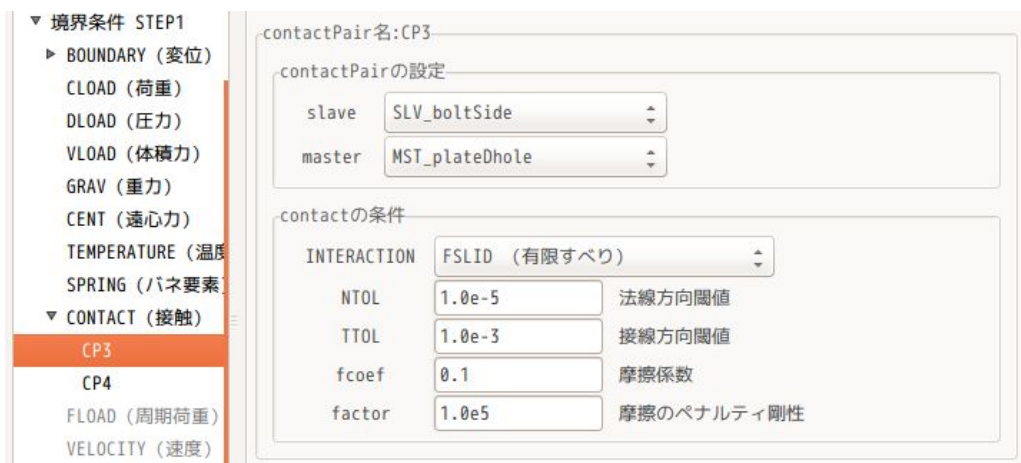 境界条件 STEP1
BOUNDARY (変位)
CLOAD (荷重)
DLOAD (圧力)
VLOAD (体積力)
GRAV (重力)
CENT (遠心力)
TEMPERATURE (温度
SPRING (バネ要素)
CONTACT (接触)
CP3
CP4
FLOAD (周期荷重)
VELOCITY (速度)
contactPair名:CP3
contactPairの設定
slave SLV_boltSide
master MST_plateDhole
contactの条件
INTERACTION FSLID (有限すべり)
NTOL 1.0e-5 法線方向閾値
TTOL 1.0e-3 接線方向閾値
fcoef 0.1 摩擦係数
factor 1.0e5 摩擦のペナルティ剛性